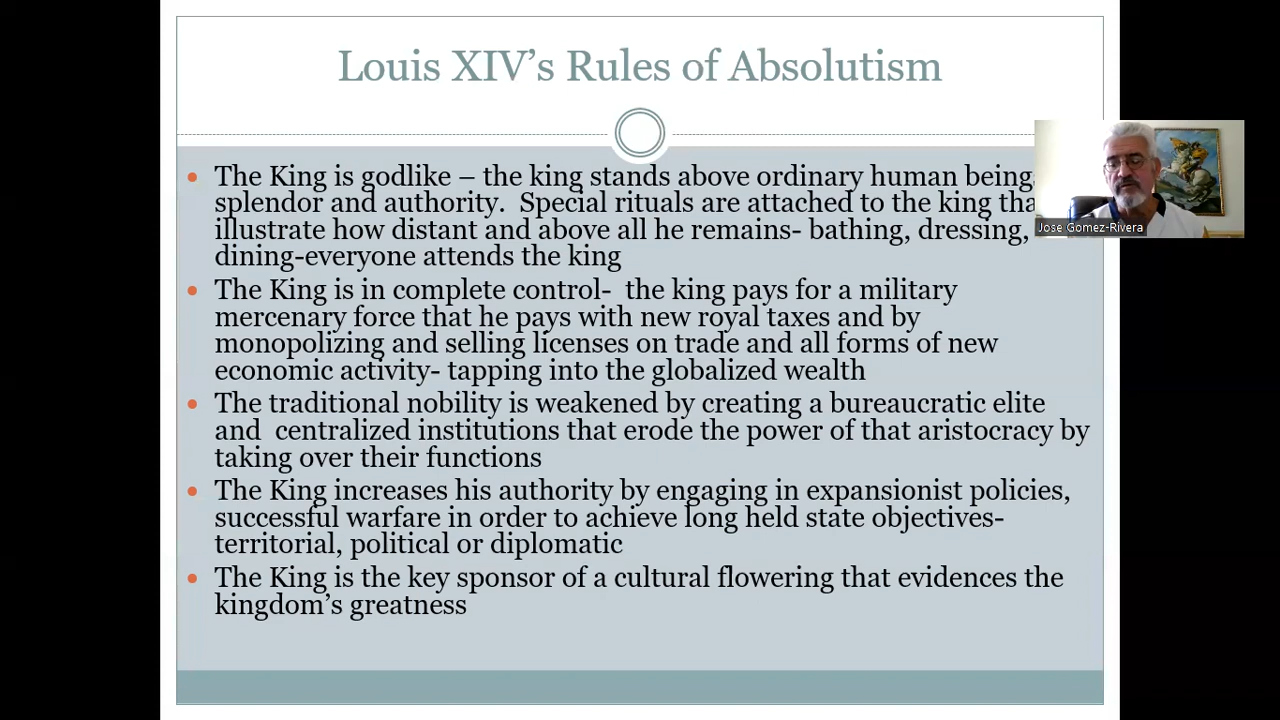 Louis XIV’s Rules of Absolutism
The King is godlike – the king stands above ordinary human being
splendor and authority.  Special rituals are attached to the king tha
illustrate how distant and above all he remains- bathing, dressing,
dining-everyone attends the king
The King is in complete control-  the king pays for a military
mercenary force that he pays with new royal taxes and by
monopolizing and selling licenses on trade and all forms of new
economic activity- tapping into the globalized wealth
The traditional nobility is weakened by creating a bureaucratic elite
and  centralized institutions that erode the power of that aristocracy by
taking over their functions
The King increases his authority by engaging in expansionist policies,
successful warfare in order to achieve long held state objectives-
territorial, political or diplomatic
The King is the key sponsor of a cultural flowering that evidences the
kingdom’s greatness
Jose Gomez-Rivera